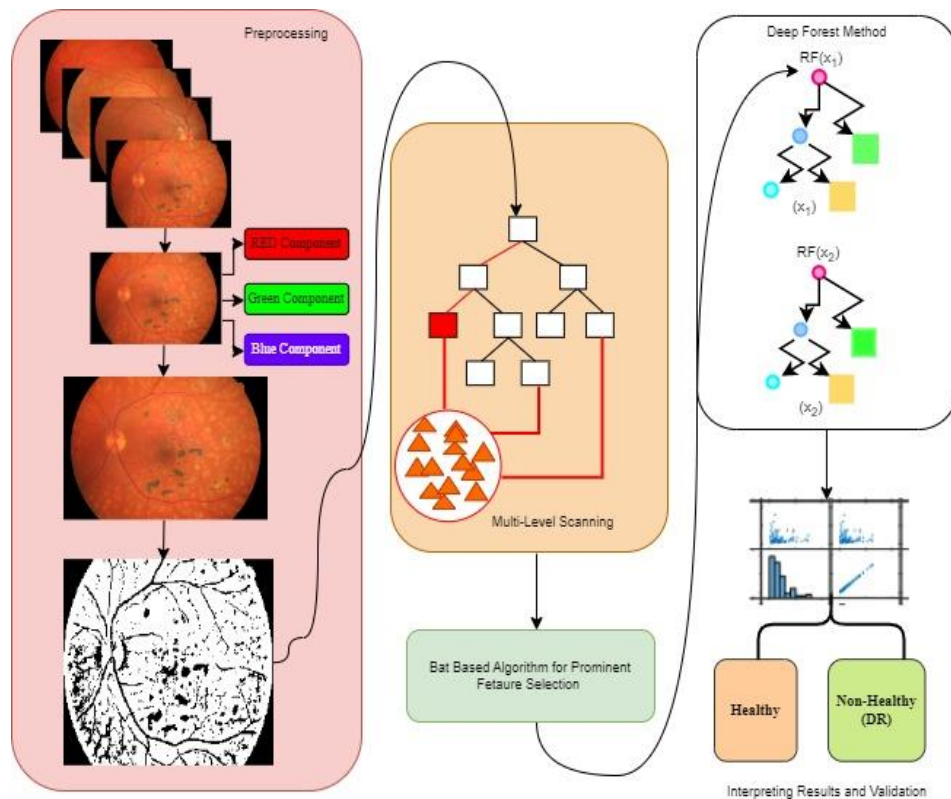 Preprocessing
RED Component
Green Component
Blue Component
Multi-Level Scanning
Bat Based Algorithm for Prominent
Fetaure Selection
Deep Forest Method
RF(x₁)
(x₁)
RF(x₂)
(x₂)
Healthy
Non-Healthy
(DR)
Interpreting Results and Validation